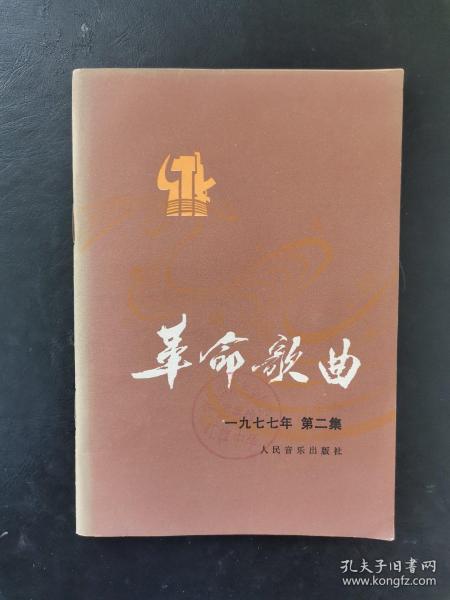 革命歌曲
一九七七年 第二集
人民音乐出版社
孔夫子旧书网
www.kongfz.com